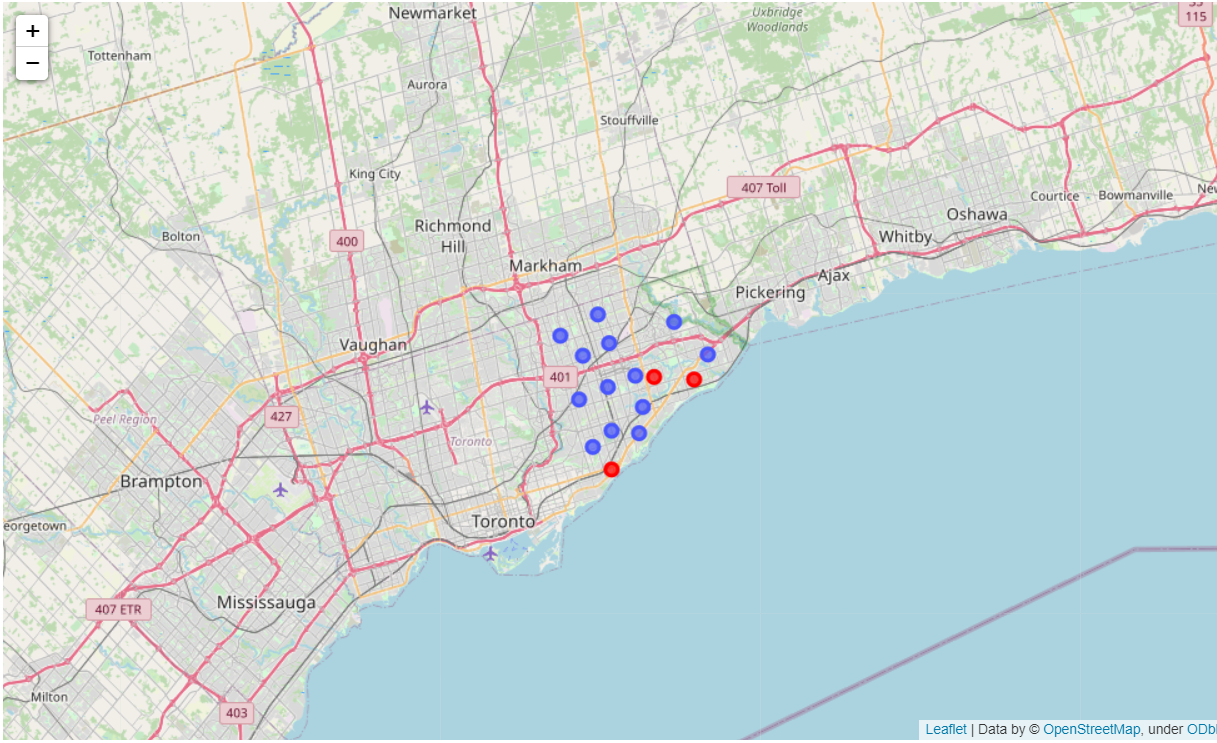 +
−
Newmarket
Uxbridge
Woodlands
35
115
Tottenham
Aurora
Stouffville
King City
407 Toll
Courtice
Bowmanville
Oshawa
Bolton
400
Richmond
Hill
Whitby
Markham
Ajax
Pickering
Vaughan
401
427
Peel Region
Toronto
Brampton
eorgetown
Toronto
Mississauga
407 ETR
Milton
403
Leaflet | Data by © OpenStreetMap, under ODbl